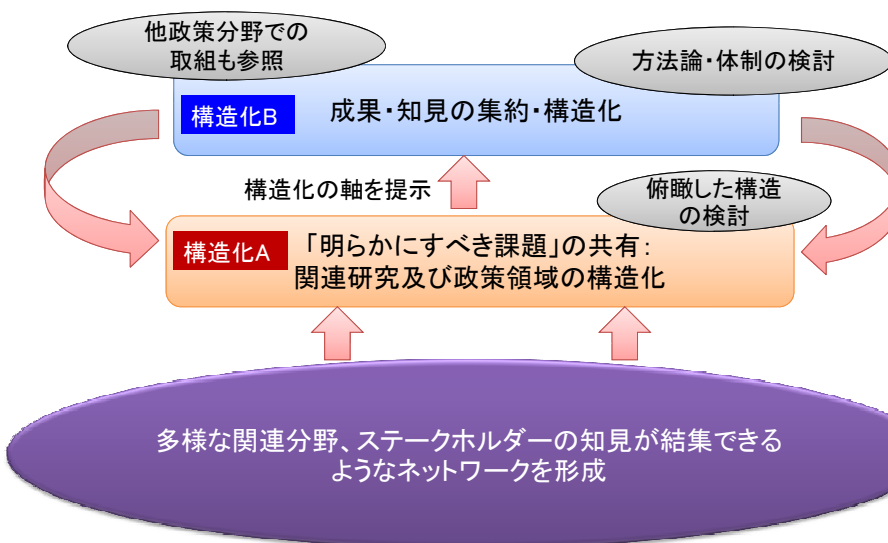 他政策分野での
取組も参照
方法論・体制の検討
構造化B
成果・知見の集約・構造化
構造化の軸を提示
俯瞰した構造
の検討
構造化A
「明らかにすべき課題」の共有：
関連研究及び政策領域の構造化
多様な関連分野、ステークホルダーの知見が結集できる
ようなネットワークを形成